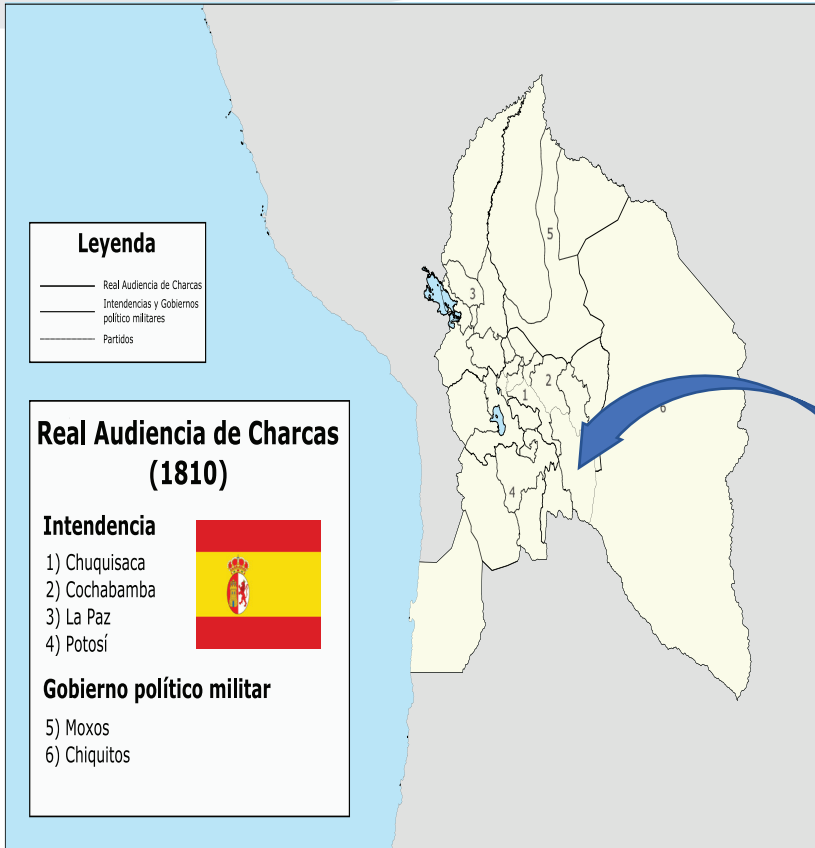 Leyenda
Real Audiencia de Charcas
Intendencias y Gobiernos
político militares
Partidos
Real Audiencia de Charcas
(1810)
Intendencia
1) Chuquisaca
2) Cochabamba
3) La Paz
4) Potosí
Gobierno político militar
5) Moxos
6) Chiquitos
5
3
2
1
6
4